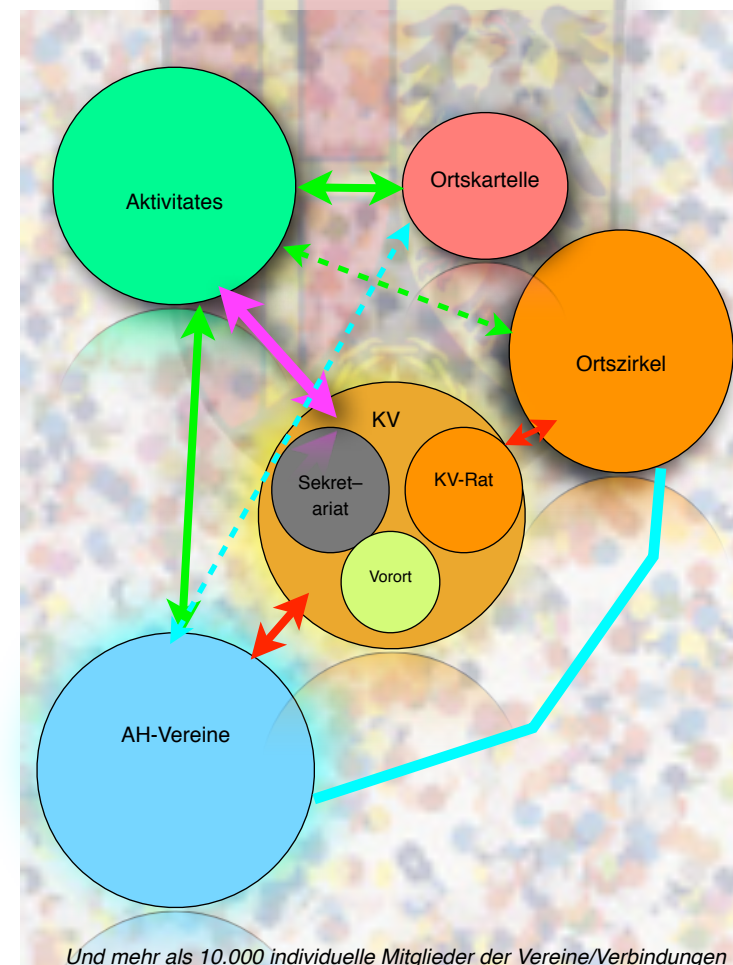 Aktivitates
Ortskartelle
Ortszirkel
KV
Sekret–
ariat
KV-Rat
Vorort
AH-Vereine
Und mehr als 10.000 individuelle Mitglieder der Vereine/Verbindungen